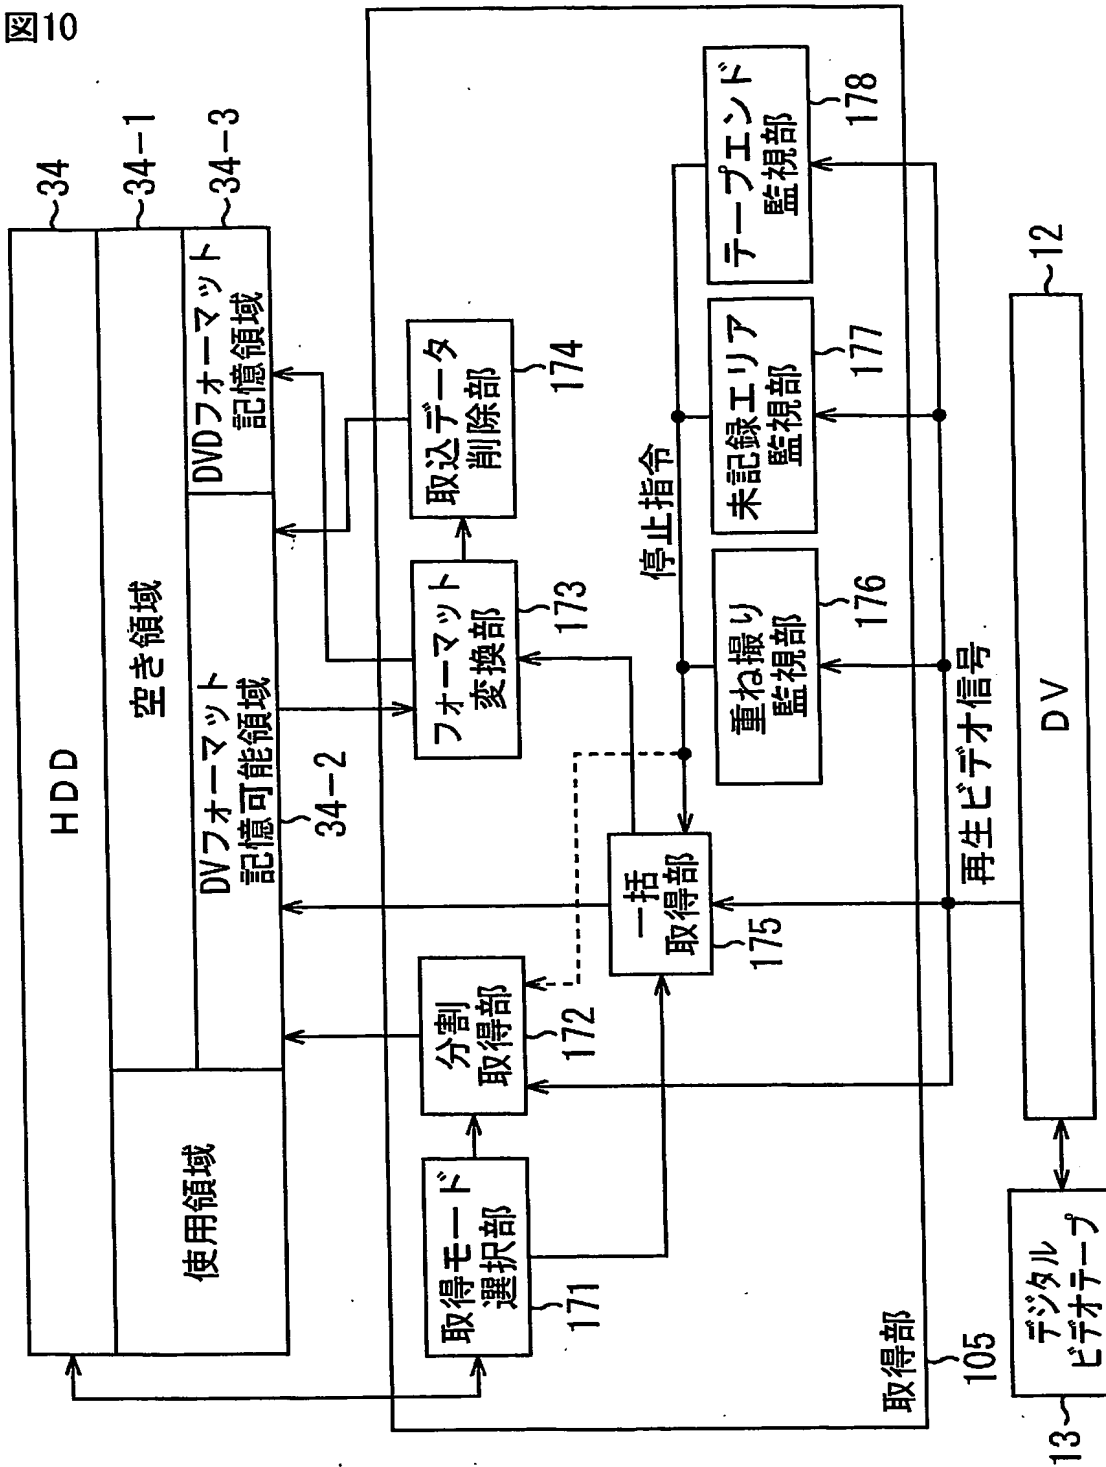 図10
HDD
34
空き領域
34-1
使用領域
DVフォーマット
記憶可能領域
34-2
DVDフォーマット
記憶領域
34-3
取得モード
選択部
171
分割
取得部
172
フォーマット
変換部
173
取込データ
削除部
174
一括
取得部
175
停止指令
重ね撮り
監視部
176
未記録エリア
監視部
177
テープエンド
監視部
178
取得部
105
再生ビデオ信号
デジタル
ビデオテープ
13
DV
12